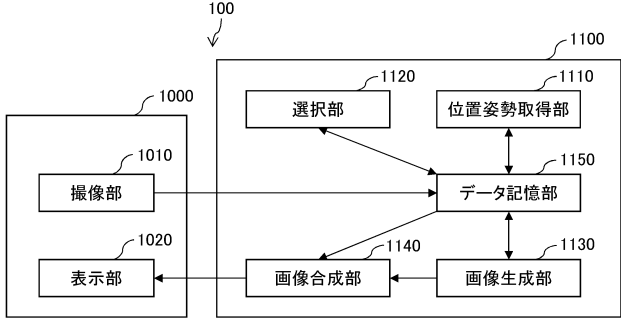 100
1100
1120
選択部
1110
位置姿勢取得部
1000
1010
撮像部
1150
データ記憶部
1020
表示部
1140
画像合成部
1130
画像生成部